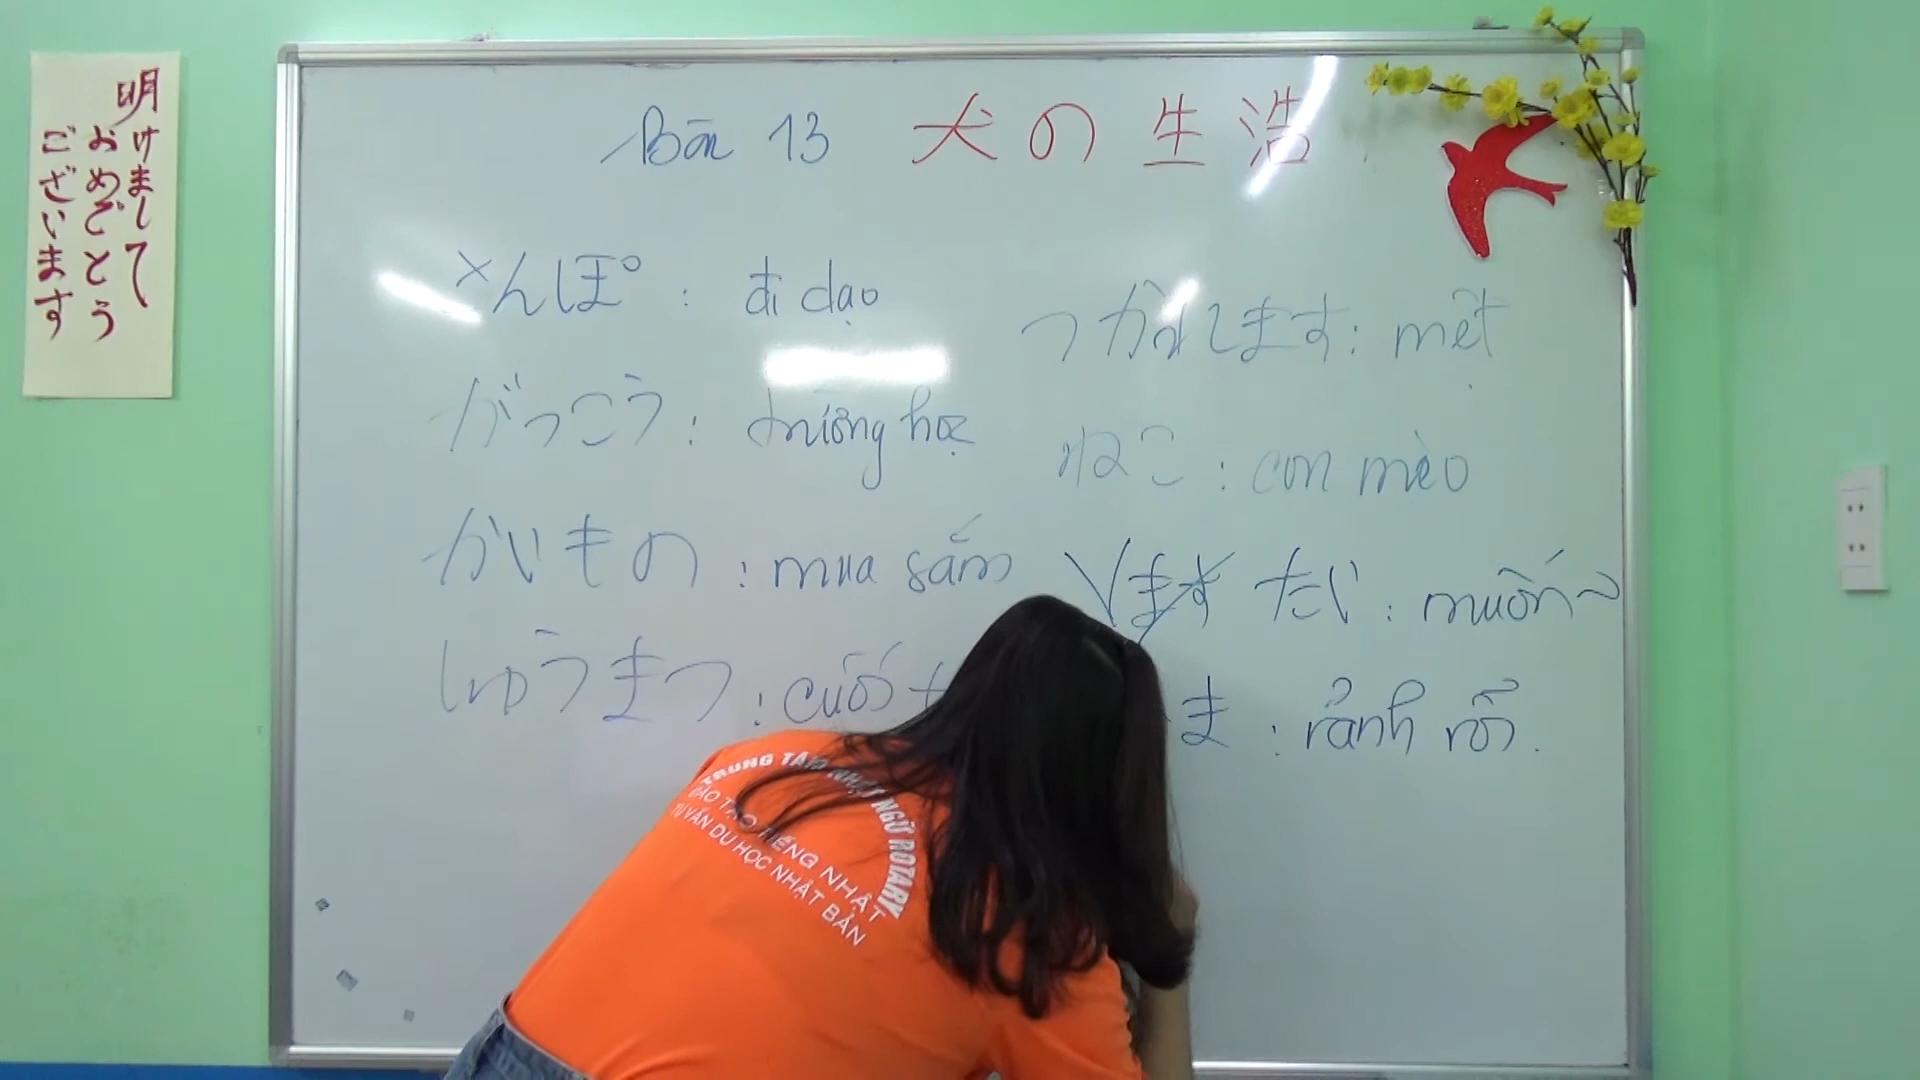 明
けまして
おめでとう
ございます
Bài 13 犬の生活
さんぽ : đi dạo
がっこう : trường học
かいもの : mua sắm
しゅうまつ : cuối
つかれします : mệt
ねこ : con mèo
ます たい : muốn ~
ま : rảnh rỗi.
TRUNG TÂM NHẬT NGỮ ROTARY
ĐÀO TẠO TIẾNG NHẬT
TƯ VẤN DU HỌC NHẬT BẢN